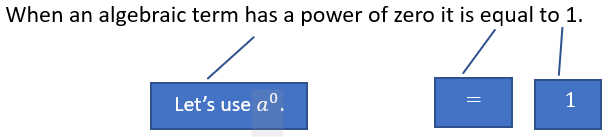 When an algebraic term has a power of zero it is equal to 1.
Let's use a⁰.
=
1